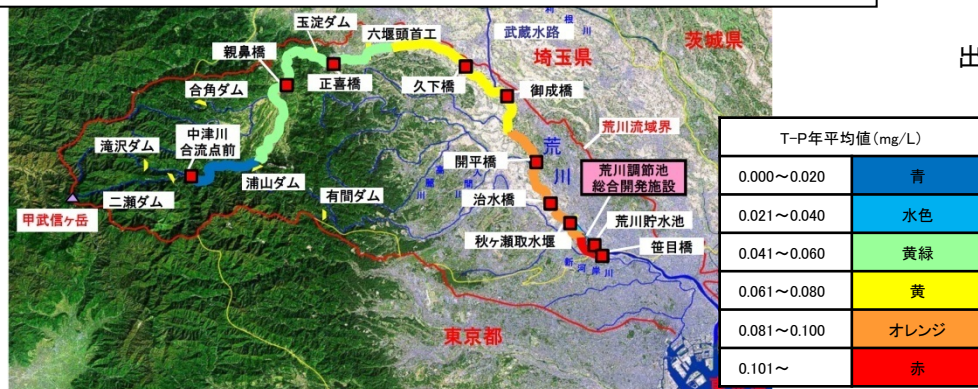 玉淀ダム
六堰頭首工
武蔵水路
利根川
茨城県
埼玉県
出
親鼻橋
正喜橋
久下橋
御成橋
合角ダム
荒川流域界
滝沢ダム
中津川
合流点前
荒川
開平橋
荒川調節池
総合開発施設
二瀬ダム
浦山ダム
有間ダム
治水橋
荒川貯水池
甲武信ヶ岳
秋ヶ瀬取水堰
笹目橋
新河岸川
東京都
T-P年平均値(mg/L)
0.000～0.020 青
0.021～0.040 水色
0.041～0.060 黄緑
0.061～0.080 黄
0.081～0.100 オレンジ
0.101～ 赤